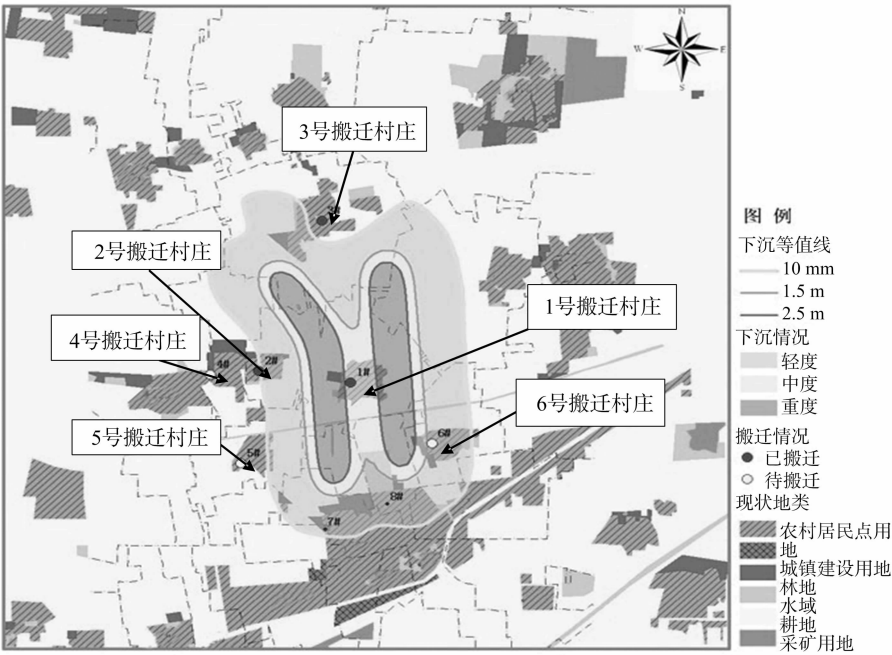 N
W
E
S
3号搬迁村庄
3#
2号搬迁村庄
1号搬迁村庄
4号搬迁村庄
4#
2#
1#
6号搬迁村庄
5号搬迁村庄
6#
5#
8#
7#
图 例
下沉等值线
10 mm
1.5 m
2.5 m
下沉情况
轻度
中度
重度
搬迁情况
已搬迁
待搬迁
现状地类
农村居民点用
地
城镇建设用地
林地
水域
耕地
采矿用地